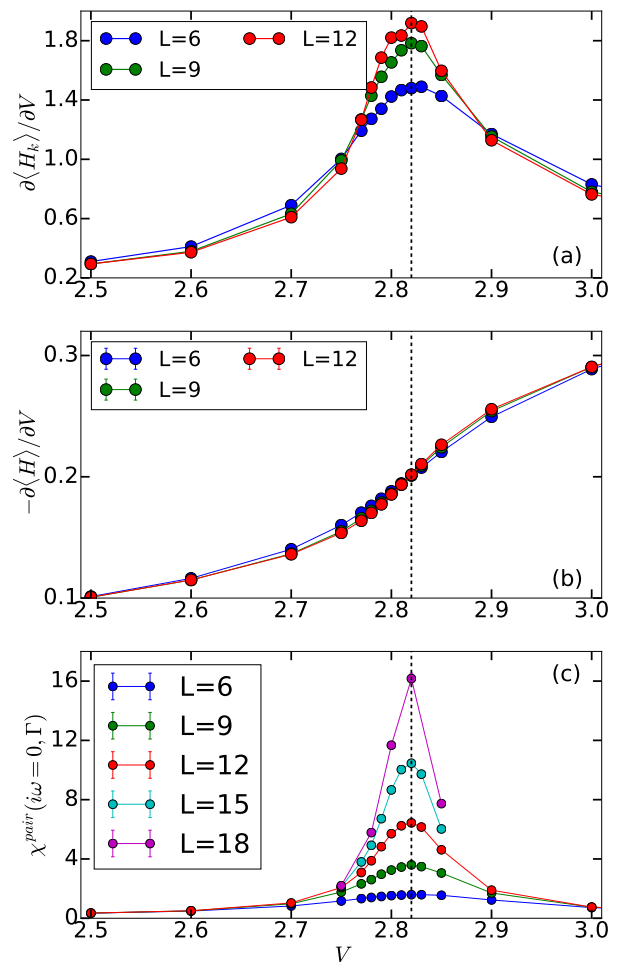 ∂⟨H_k⟩/∂V
1.8
1.4
1.0
0.6
0.2
L=6 L=12
L=9
(a)
2.5 2.6 2.7 2.8 2.9 3.0
−∂⟨H⟩/∂V
0.3
0.2
0.1
L=6 L=12
L=9
(b)
2.5 2.6 2.7 2.8 2.9 3.0
χ^{pair}(iω=0,Γ)
16
12
8
4
0
L=6
L=9
L=12
L=15
L=18
(c)
2.5 2.6 2.7 2.8 2.9 3.0
V